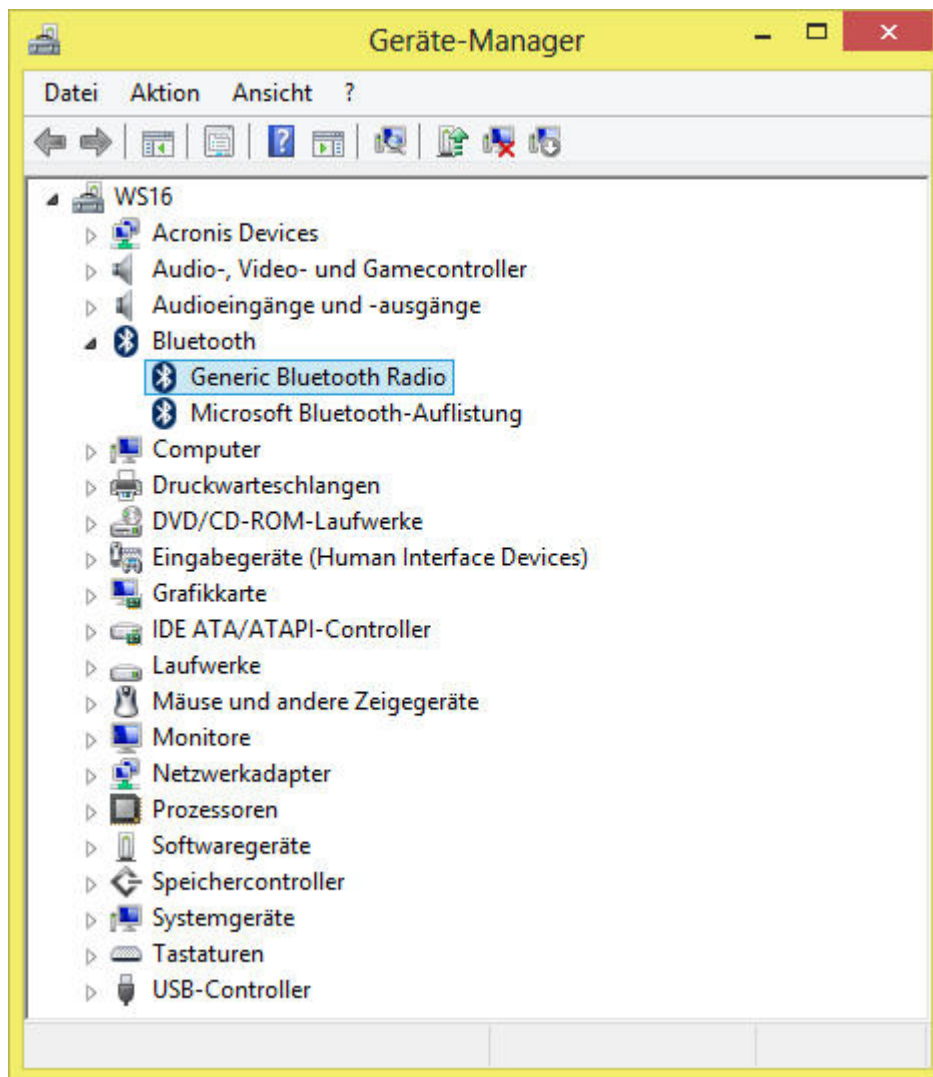 Geräte-Manager
Datei Aktion Ansicht ?
WS16
Acronis Devices
Audio-, Video- und Gamecontroller
Audioeingänge und -ausgänge
Bluetooth
Generic Bluetooth Radio
Microsoft Bluetooth-Auflistung
Computer
Druckwarteschlangen
DVD/CD-ROM-Laufwerke
Eingabegeräte (Human Interface Devices)
Grafikkarte
IDE ATA/ATAPI-Controller
Laufwerke
Mäuse und andere Zeigegeräte
Monitore
Netzwerkadapter
Prozessoren
Softwaregeräte
Speichercontroller
Systemgeräte
Tastaturen
USB-Controller